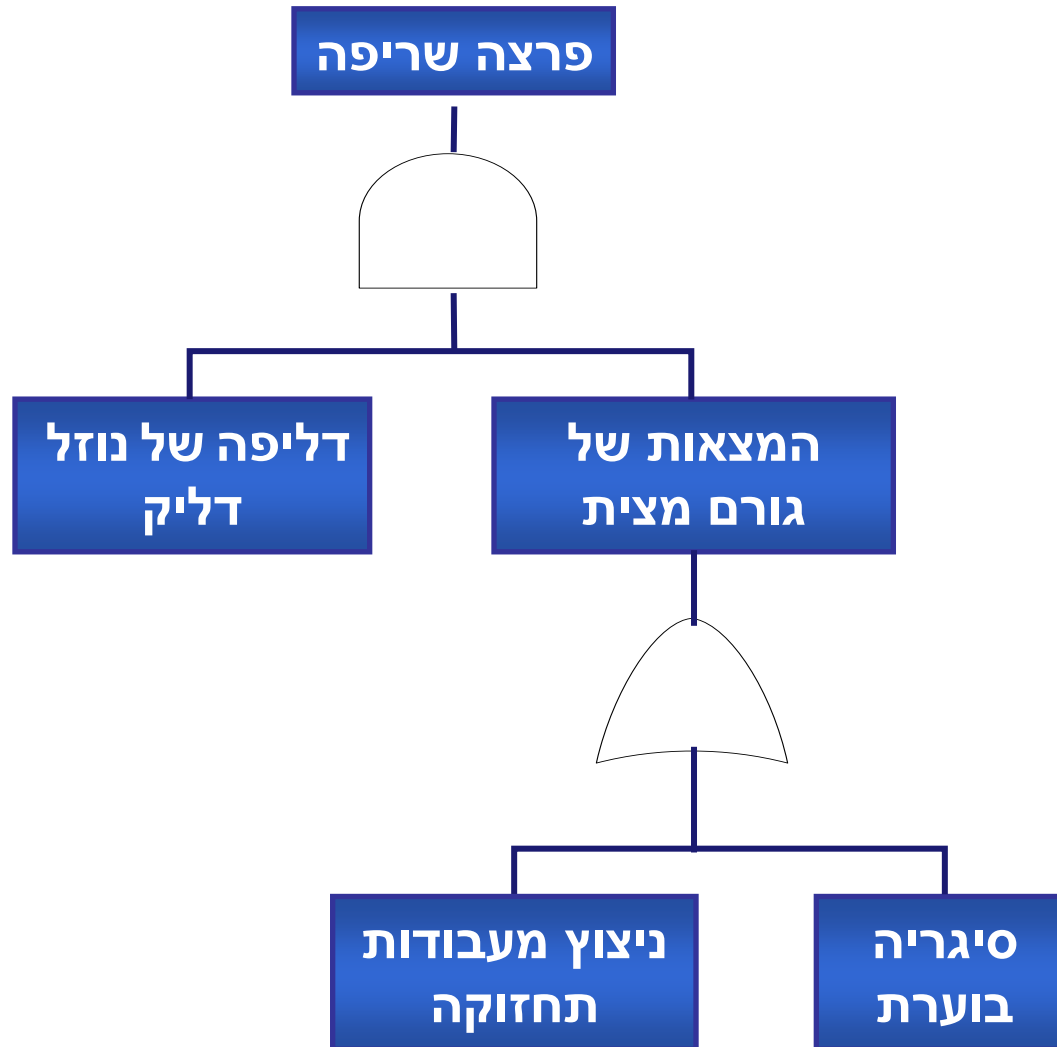 פרצה שריפה
המצאות של
גורם מצית
דליפה של נוזל
דליק
סיגריה
בוערת
ניצוץ מעבודות
תחזוקה